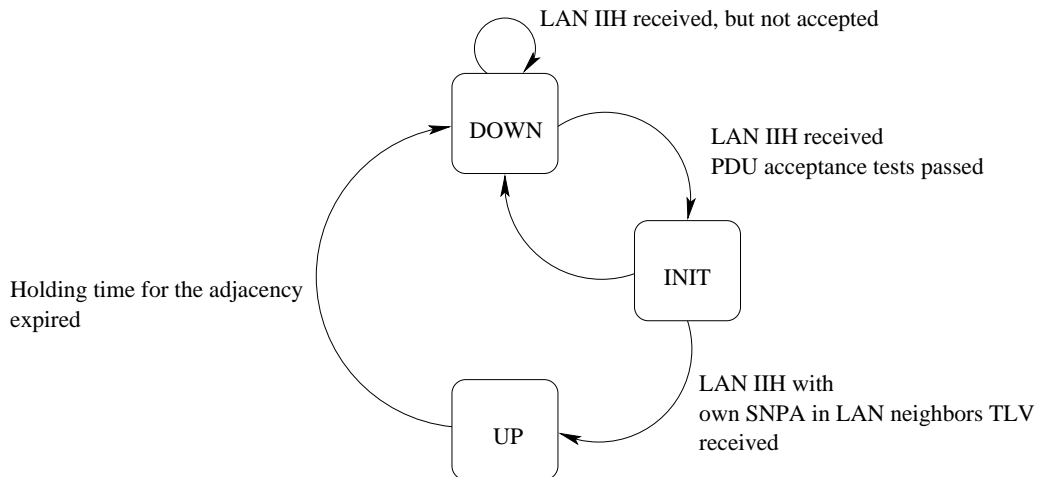 LAN IIH received, but not accepted
DOWN
LAN IIH received
PDU acceptance tests passed
INIT
Holding time for the adjacency
expired
LAN IIH with
own SNPA in LAN neighbors TLV
received
UP